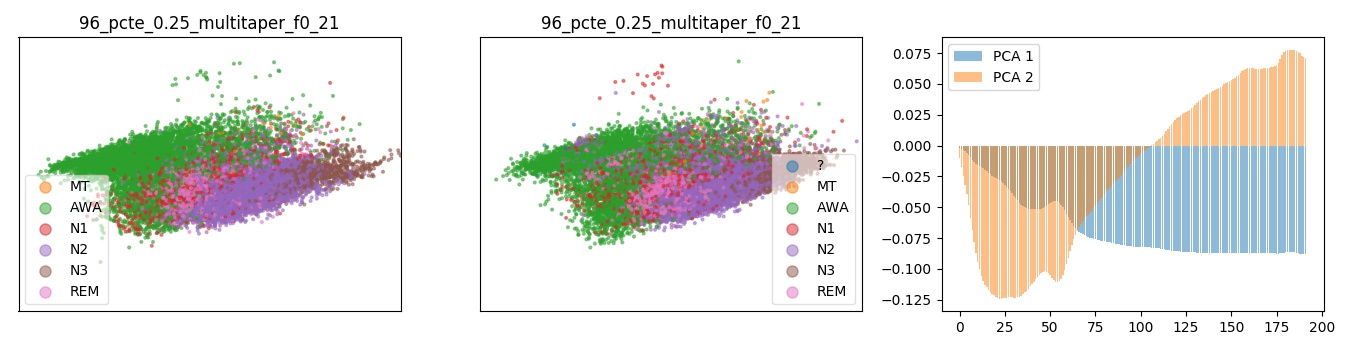 96_pcte_0.25_multitaper_f0_21
MT
AWA
N1
N2
N3
REM
96_pcte_0.25_multitaper_f0_21
?
MT
AWA
N1
N2
N3
REM
PCA 1
PCA 2
0.075
0.050
0.025
0.000
−0.025
−0.050
−0.075
−0.100
−0.125
0 25 50 75 100 125 150 175 200